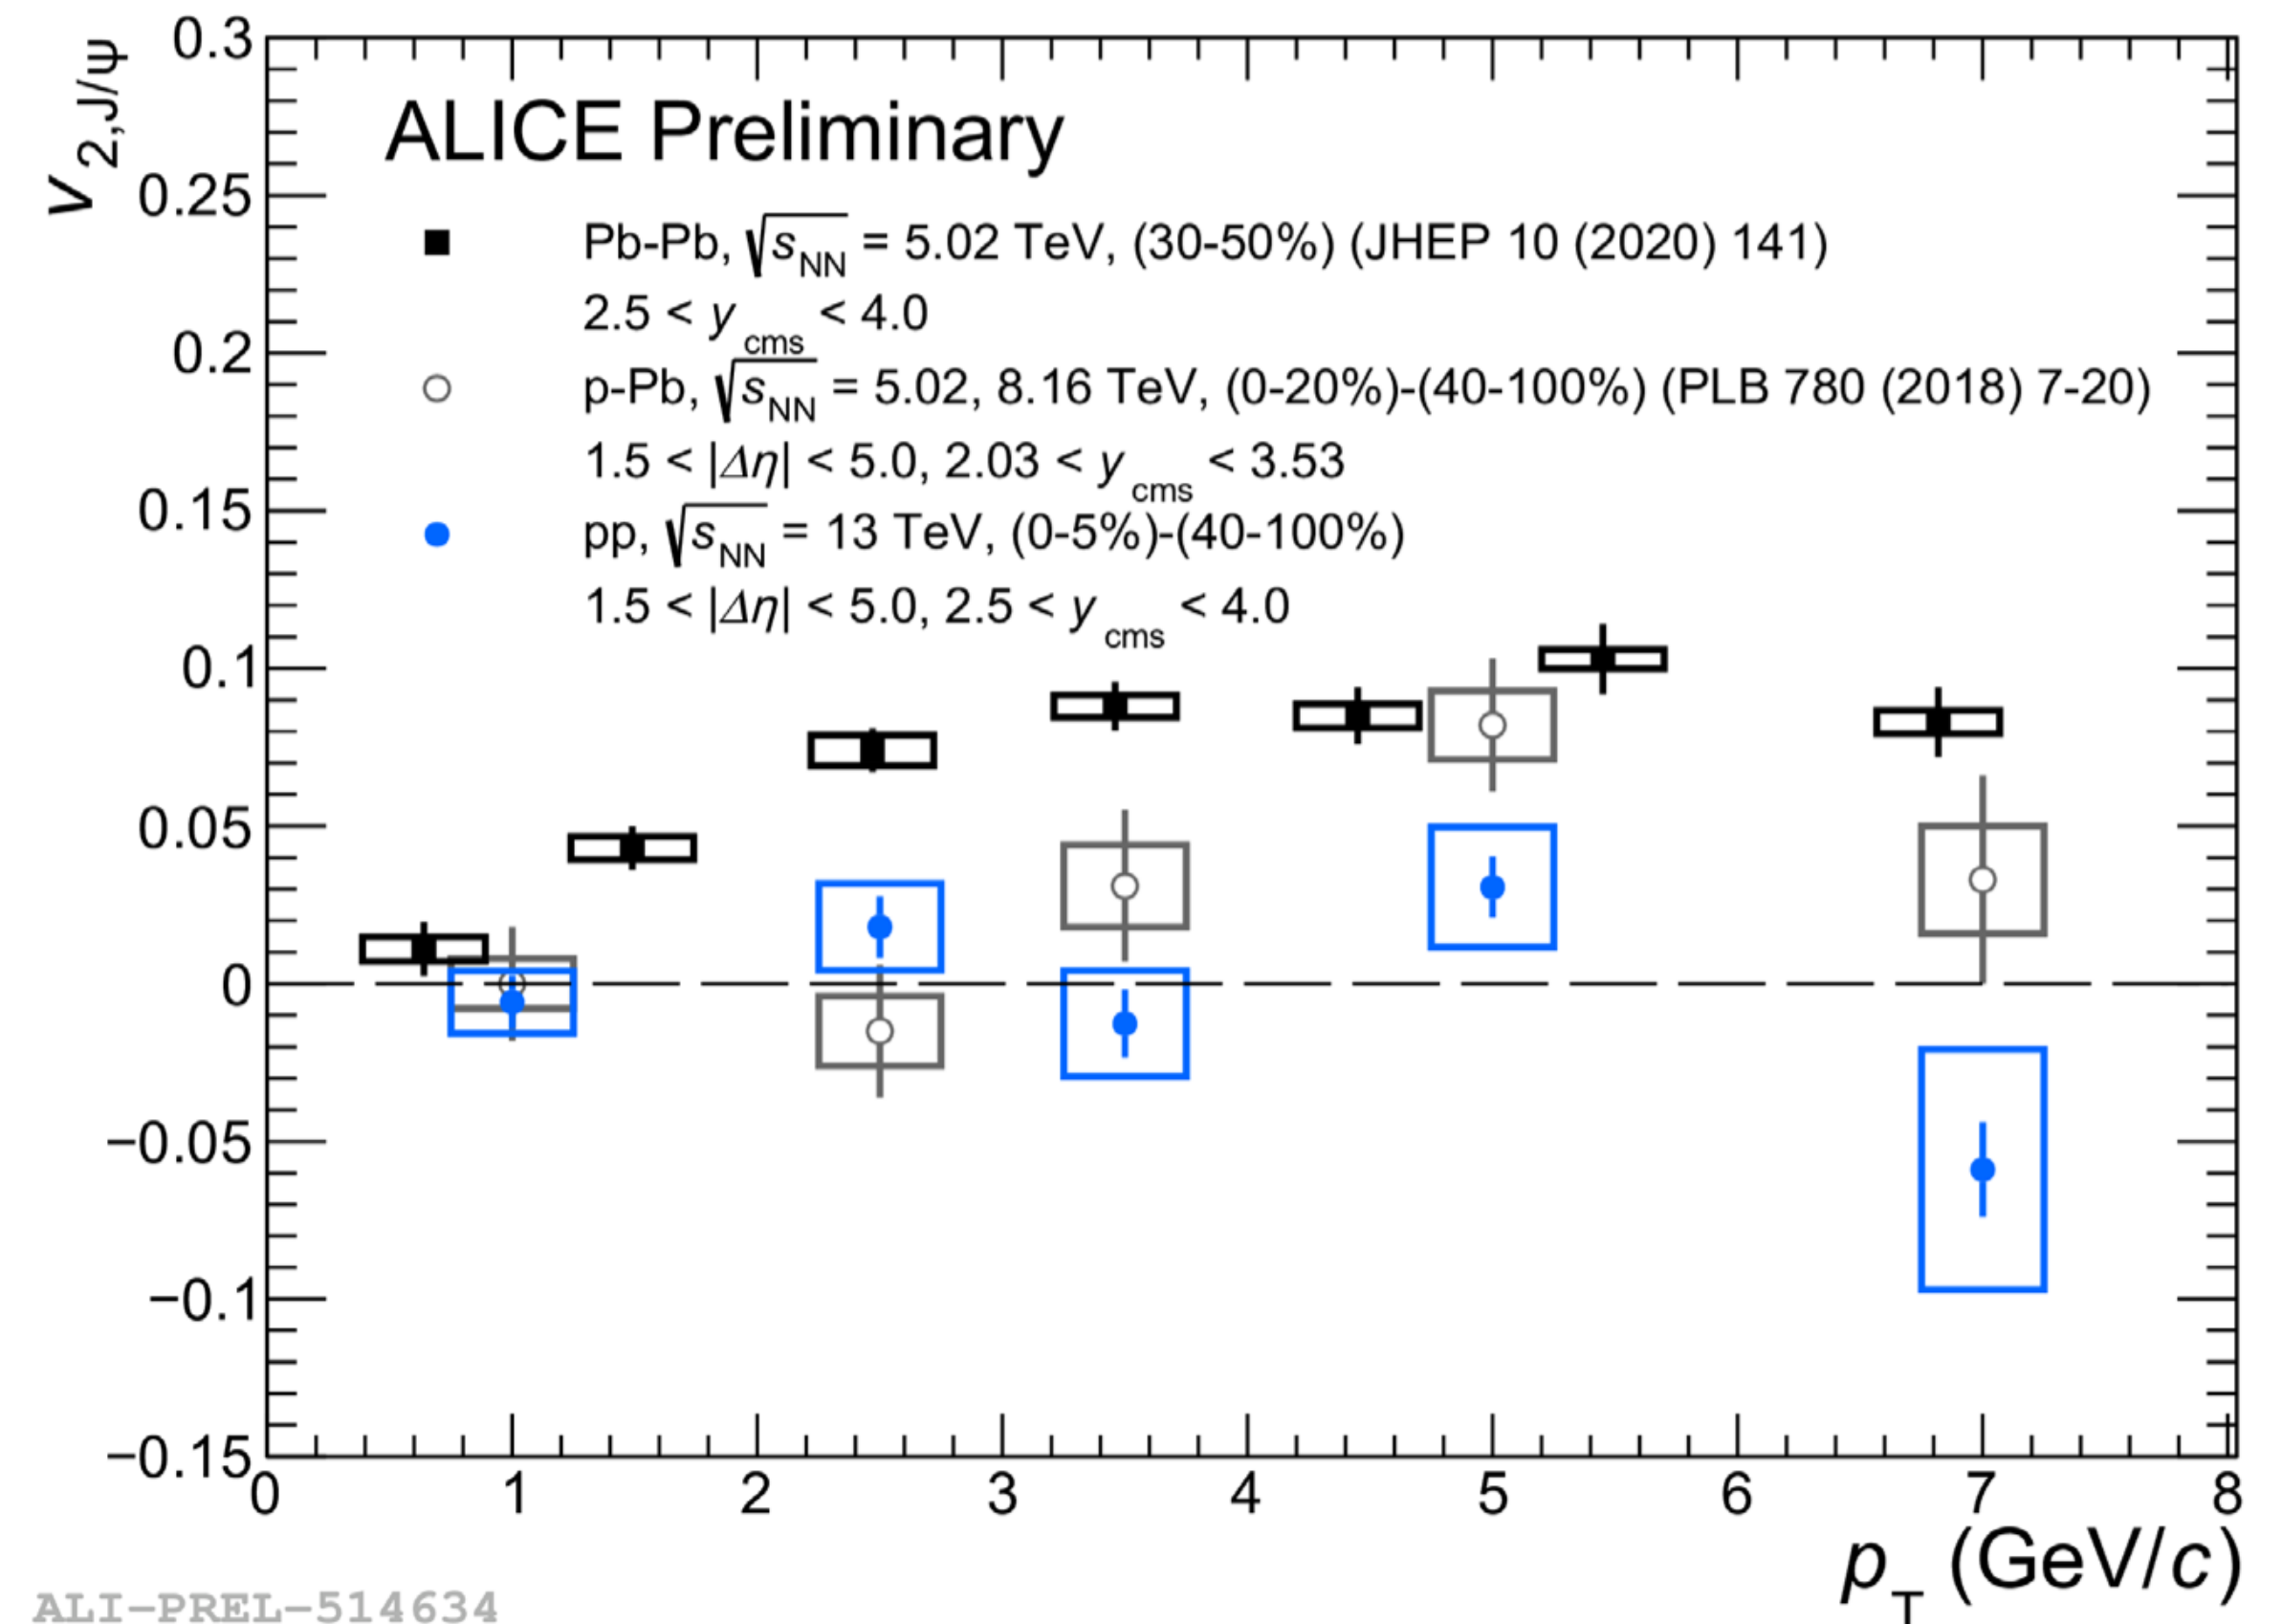 0.3
0.25
0.2
0.15
0.1
0.05
0
−0.05
−0.1
−0.15
v2,J/ψ
ALICE Preliminary
Pb-Pb, √sNN = 5.02 TeV, (30-50%) (JHEP 10 (2020) 141)
2.5 < ycms < 4.0
p-Pb, √sNN = 5.02, 8.16 TeV, (0-20%)-(40-100%) (PLB 780 (2018) 7-20)
1.5 < |Δη| < 5.0, 2.03 < ycms < 3.53
pp, √sNN = 13 TeV, (0-5%)-(40-100%)
1.5 < |Δη| < 5.0, 2.5 < ycms < 4.0
0 1 2 3 4 5 6 7 8
pT (GeV/c)
ALI-PREL-514634